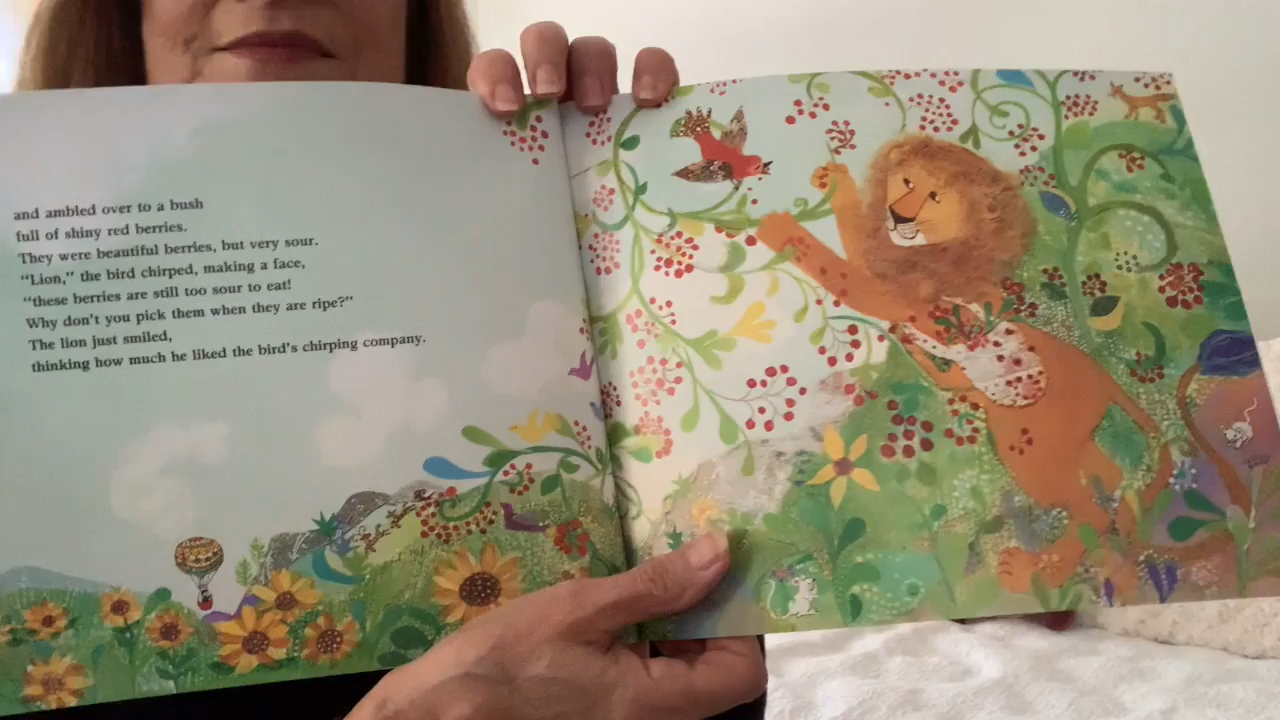 and ambled over to a bush
full of shiny red berries.
They were beautiful berries, but very sour.
“Lion,” the bird chirped, making a face,
“these berries are still too sour to eat!
Why don’t you pick them when they are ripe?”
The lion just smiled,
thinking how much he liked the bird’s chirping company.